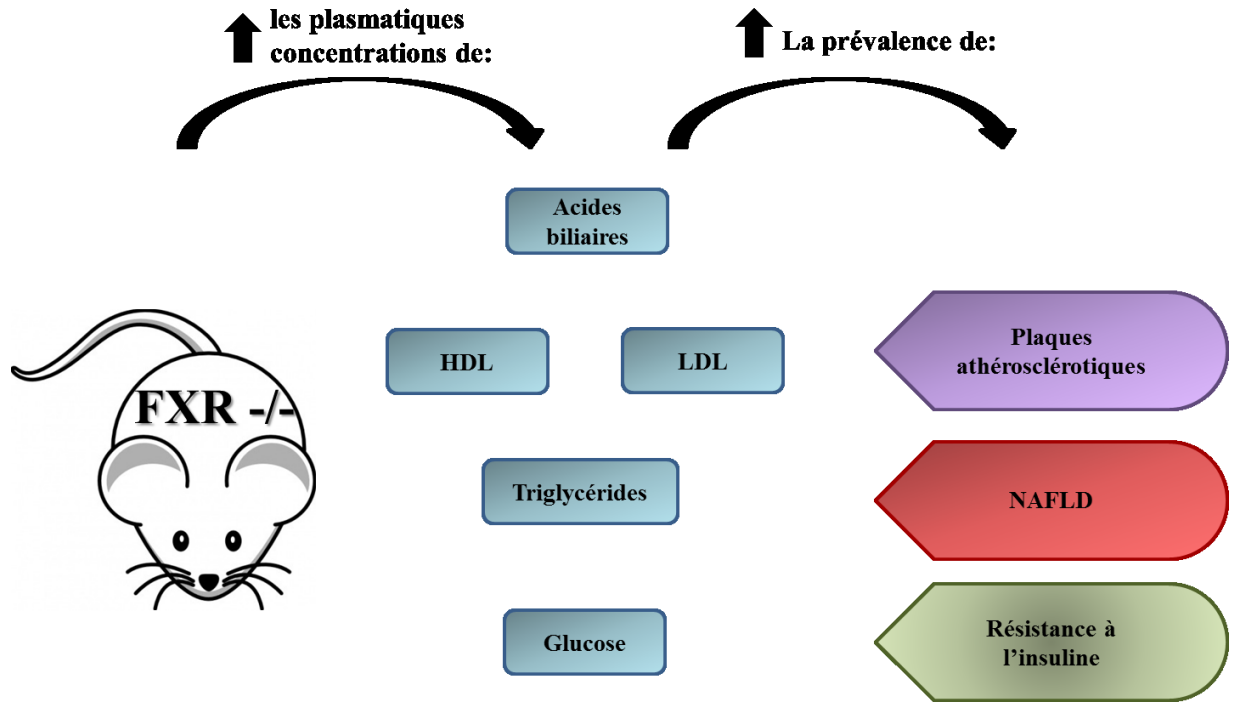 les plasmatiques
concentrations de:
La prévalence de:
Acides
biliaires
HDL
LDL
Plaques
athérosclérotiques
FXR -/-
Triglycérides
NAFLD
Glucose
Résistance à
l’insuline